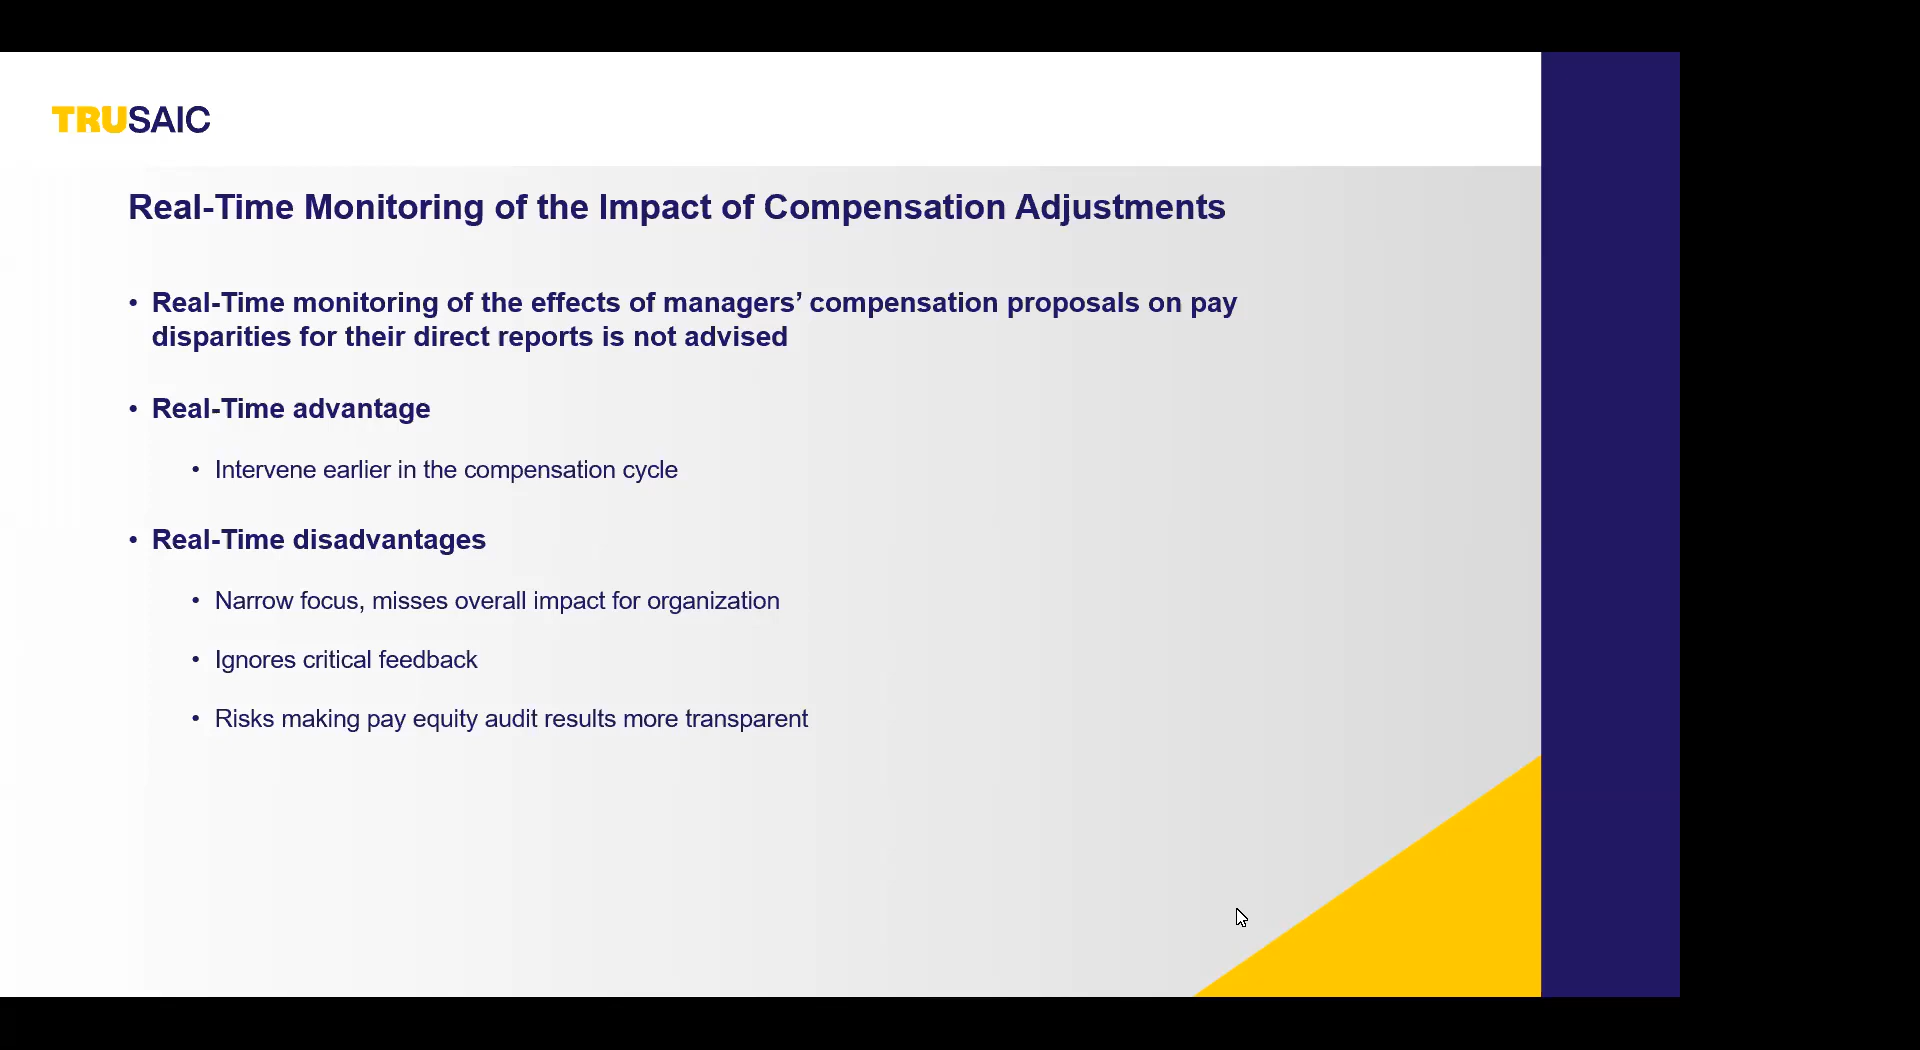 TRUSAIC
Real-Time Monitoring of the Impact of Compensation Adjustments
• Real-Time monitoring of the effects of managers’ compensation proposals on pay
disparities for their direct reports is not advised
• Real-Time advantage
• Intervene earlier in the compensation cycle
• Real-Time disadvantages
• Narrow focus, misses overall impact for organization
• Ignores critical feedback
• Risks making pay equity audit results more transparent